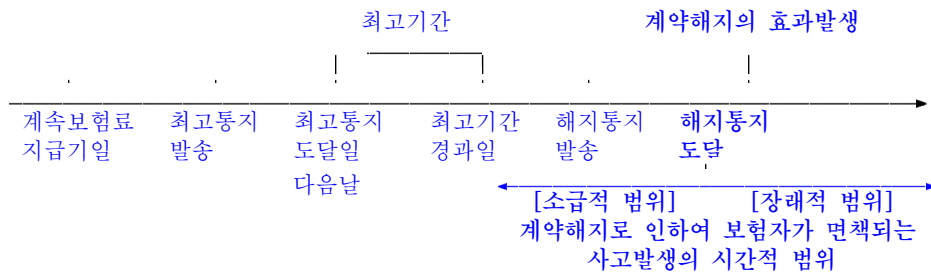 최고기간 계약해지의 효과발생
계속보험료 최고통지 최고통지 최고기간 해지통지 해지통지
지급기일 발송 도달일 경과일 발송 도달
다음날
[소급적 범위] [장래적 범위]
계약해지로 인하여 보험자가 면책되는
사고발생의 시간적 범위